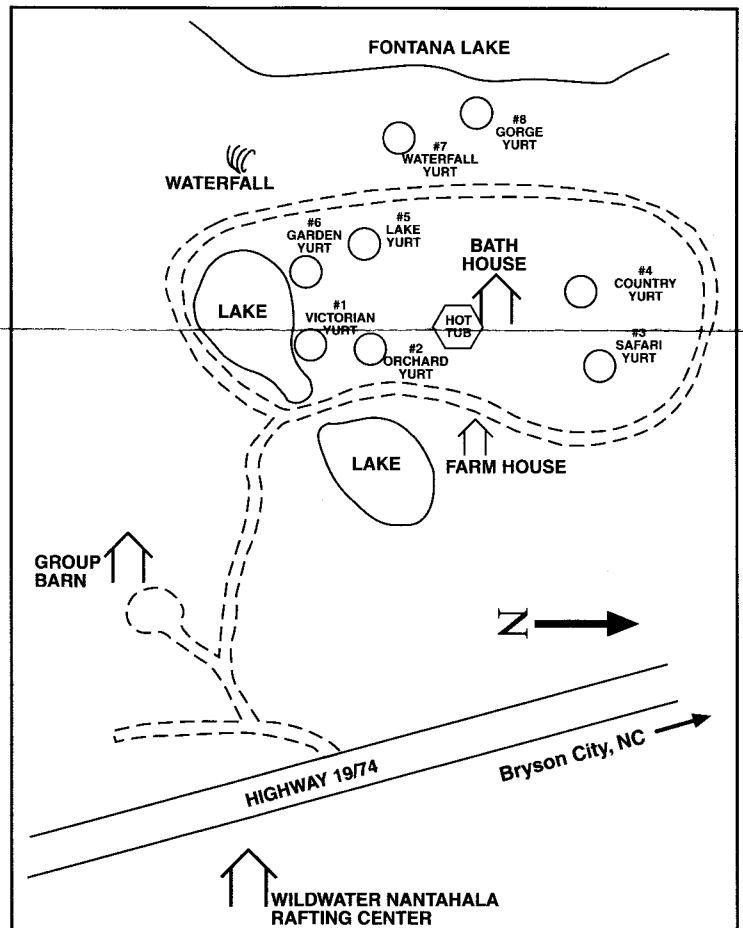 FONTANA LAKE
#8
GORGE
YURT
#7
WATERFALL
YURT
WATERFALL
#6
GARDEN
YURT
#5
LAKE
YURT
BATH
HOUSE
#4
COUNTRY
YURT
LAKE
#1
VICTORIAN
YURT
HOT
TUB
#2
ORCHARD
YURT
#3
SAFARI
YURT
LAKE
FARM HOUSE
GROUP
BARN
N
Bryson City, NC
HIGHWAY 19/74
WILDWATER NANTAHALA
RAFTING CENTER